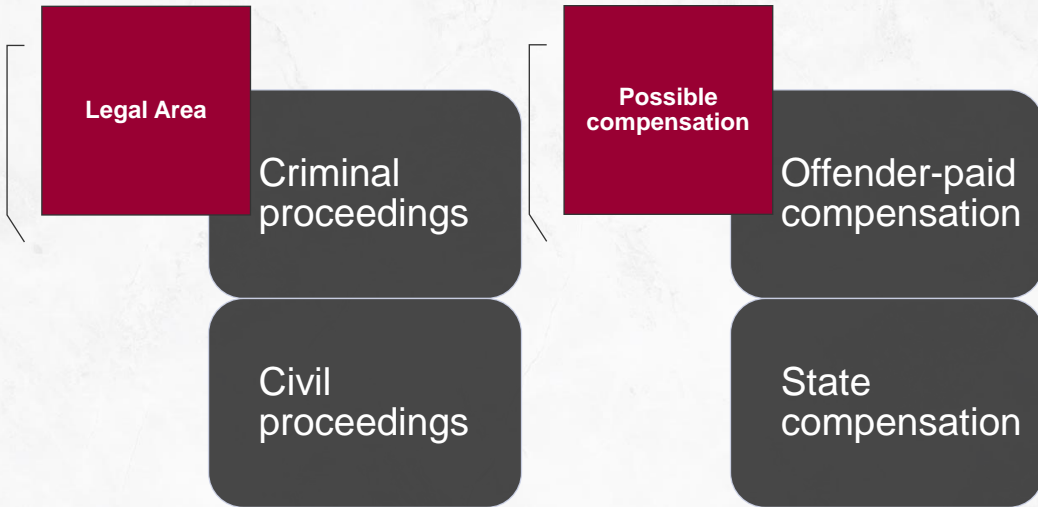 Legal Area
Criminal
proceedings
Civil
proceedings
Possible
compensation
Offender-paid
compensation
State
compensation